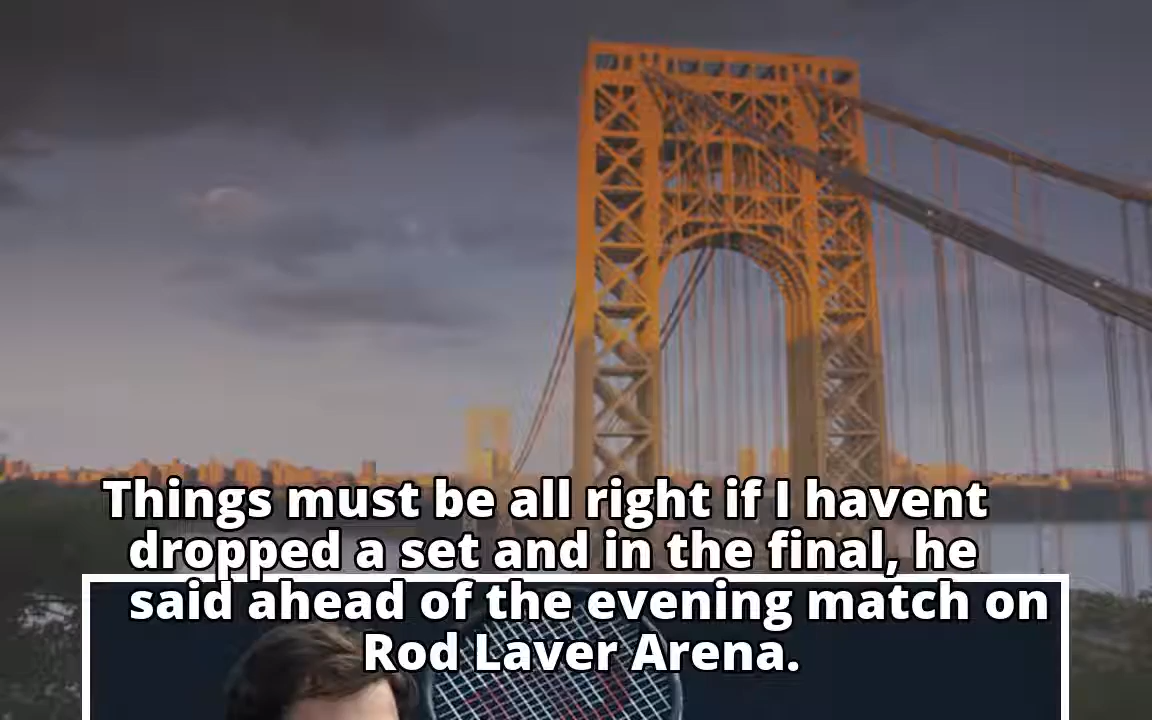 Things must be all right if I havent
dropped a set and in the final, he
said ahead of the evening match on
Rod Laver Arena.